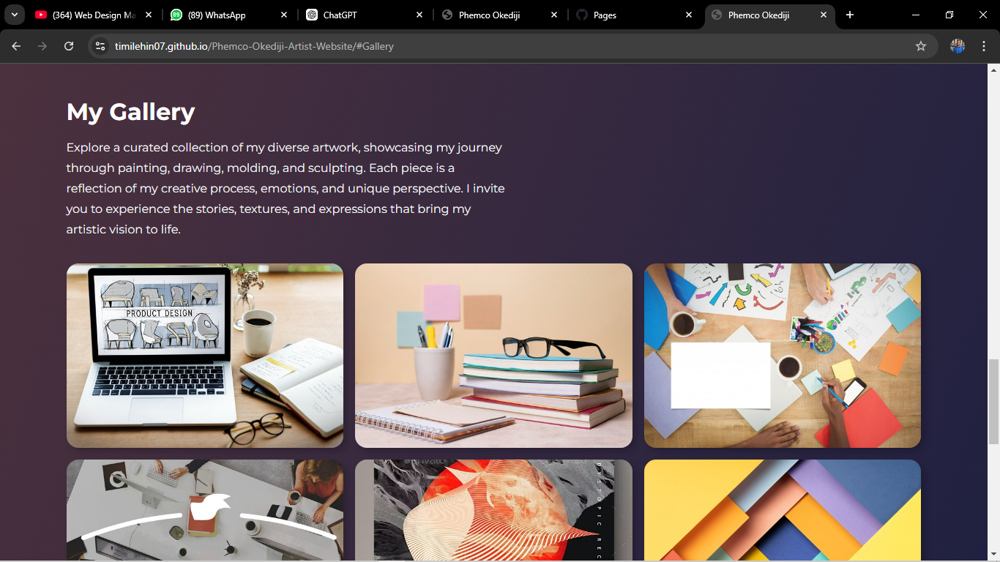 (364) Web Design Ma
(89) WhatsApp
ChatGPT
Phemco Okediji
Pages
Phemco Okediji
timilehin07.github.io/Phemco-Okediji-Artist-Website/#Gallery
My Gallery
Explore a curated collection of my diverse artwork, showcasing my journey
through painting, drawing, molding, and sculpting. Each piece is a
reflection of my creative process, emotions, and unique perspective. I invite
you to experience the stories, textures, and expressions that bring my
artistic vision to life.
PRODUCT DESIGN
DYSTOPIC REC